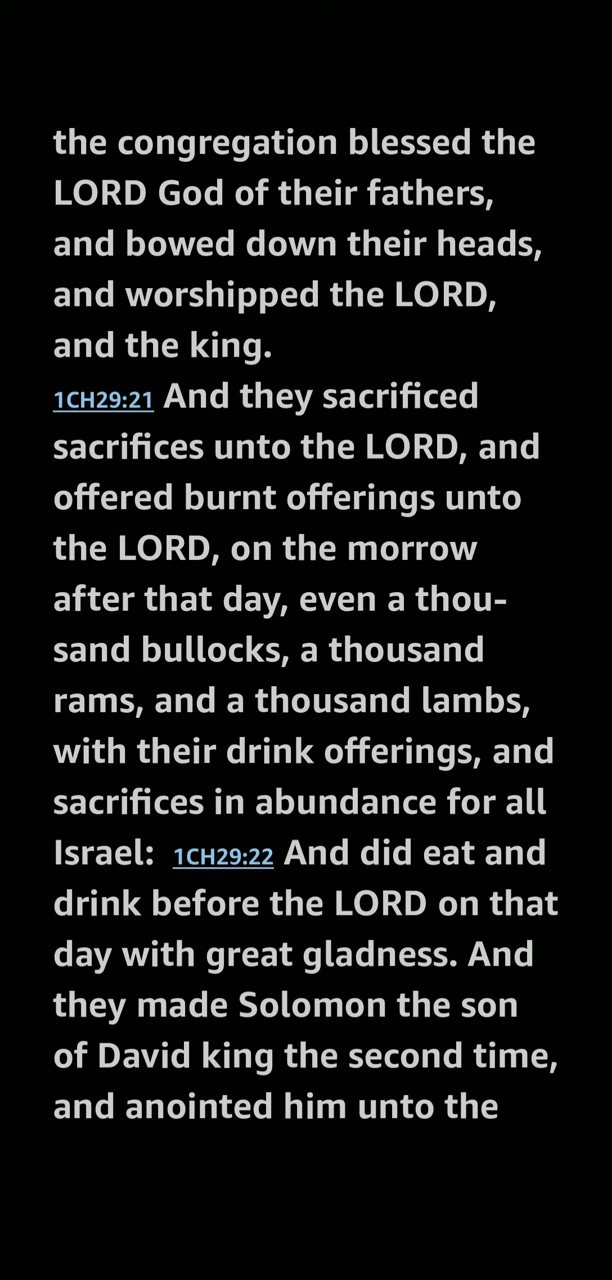 the congregation blessed the
LORD God of their fathers,
and bowed down their heads,
and worshipped the LORD,
and the king.
1CH29:21 And they sacrificed
sacrifices unto the LORD, and
offered burnt offerings unto
the LORD, on the morrow
after that day, even a thou-
sand bullocks, a thousand
rams, and a thousand lambs,
with their drink offerings, and
sacrifices in abundance for all
Israel: 1CH29:22 And did eat and
drink before the LORD on that
day with great gladness. And
they made Solomon the son
of David king the second time,
and anointed him unto the